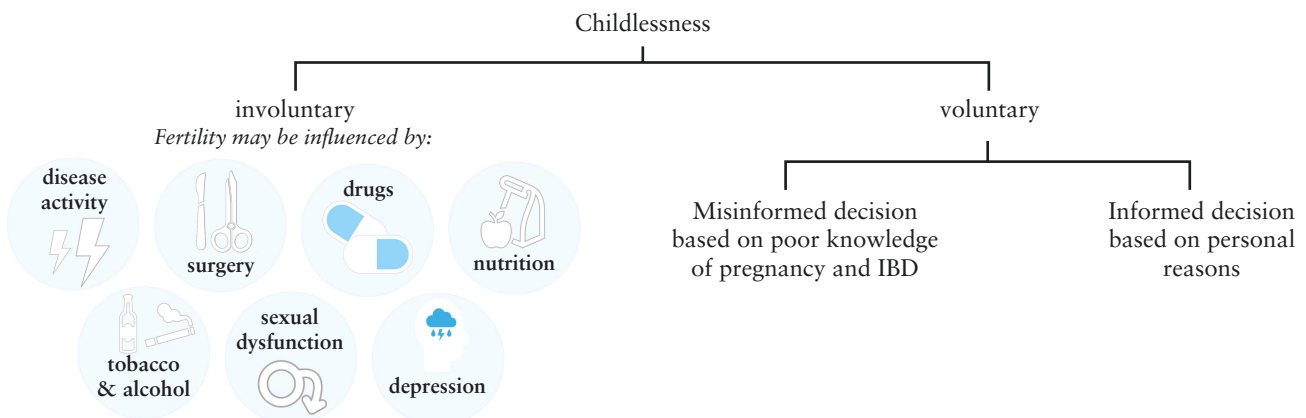 Childlessness
involuntary
Fertility may be influenced by:
disease
activity
surgery
drugs
nutrition
tobacco
& alcohol
sexual
dysfunction
depression
voluntary
Misinformed decision
based on poor knowledge
of pregnancy and IBD
Informed decision
based on personal
reasons